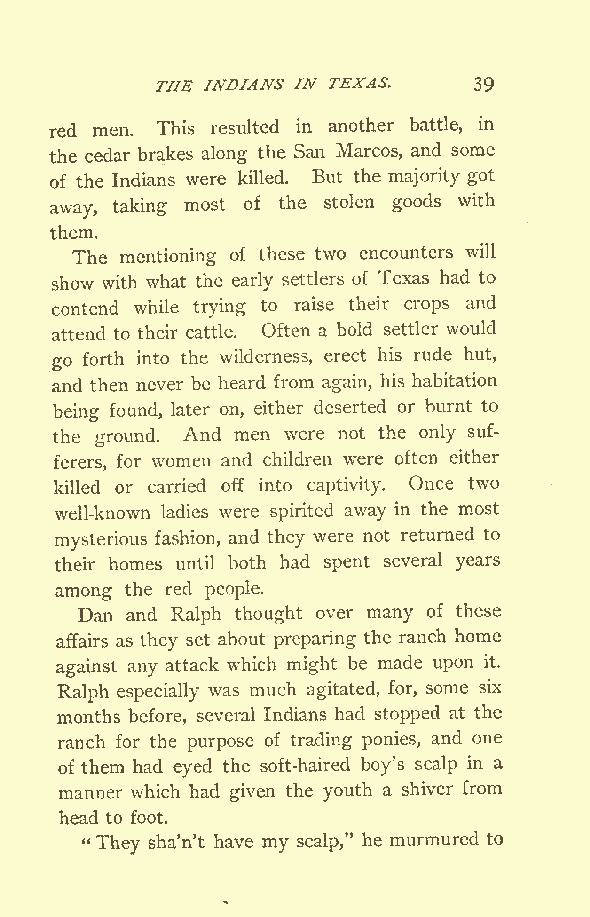 THE INDIANS IN TEXAS. 39
red men. This resulted in another battle, in
the cedar brakes along the San Marcos, and some
of the Indians were killed. But the majority got
away, taking most of the stolen goods with
them.
The mentioning of these two encounters will
show with what the early settlers of Texas had to
contend while trying to raise their crops and
attend to their cattle. Often a bold settler would
go forth into the wilderness, erect his rude hut,
and then never be heard from again, his habitation
being found, later on, either deserted or burnt to
the ground. And men were not the only suf-
ferers, for women and children were often either
killed or carried off into captivity. Once two
well-known ladies were spirited away in the most
mysterious fashion, and they were not returned to
their homes until both had spent several years
among the red people.
Dan and Ralph thought over many of these
affairs as they set about preparing the ranch home
against any attack which might be made upon it.
Ralph especially was much agitated, for, some six
months before, several Indians had stopped at the
ranch for the purpose of trading ponies, and one
of them had eyed the soft-haired boy's scalp in a
manner which had given the youth a shiver from
head to foot.
"They sha'n't have my scalp," he murmured to